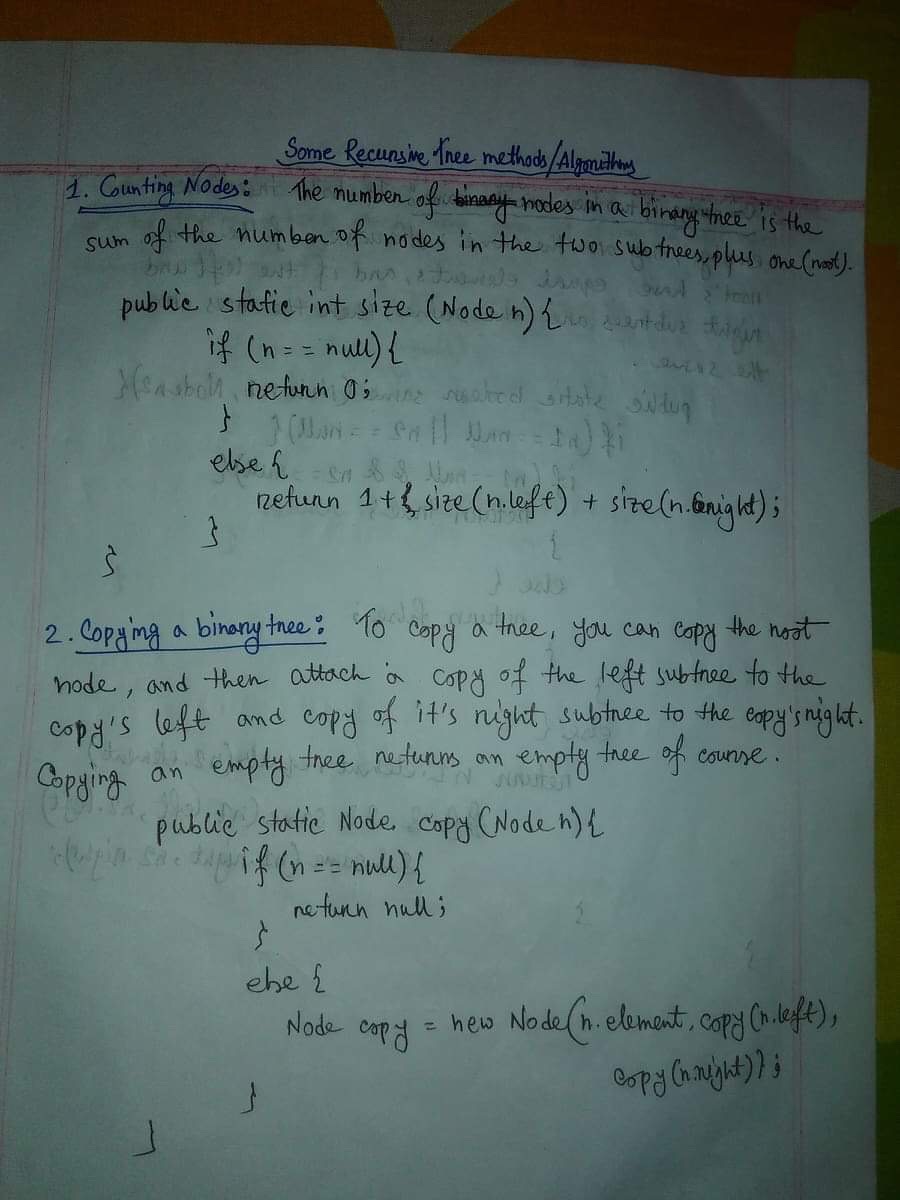 Some Recursive Tree methods/Algorithms
1. Counting Nodes: The number of binary nodes in a binary tree is the
sum of the number of nodes in the two subtrees, plus one (root).
public static int size (Node n) {
if (n == null) {
return 0;
}
else {
return 1 + { size (n.left) + size(n.right);
}
}
2. Copying a binary tree: To copy a tree, you can copy the root
node, and then attach a copy of the left subtree to the
copy's left and copy of it's right subtree to the copy's right.
Copying an empty tree returns an empty tree of course.
public static Node copy (Node n) {
if (n == null) {
return null;
}
else {
Node copy = new Node(n.element, copy (n.left),
copy (n.right)};
}
}